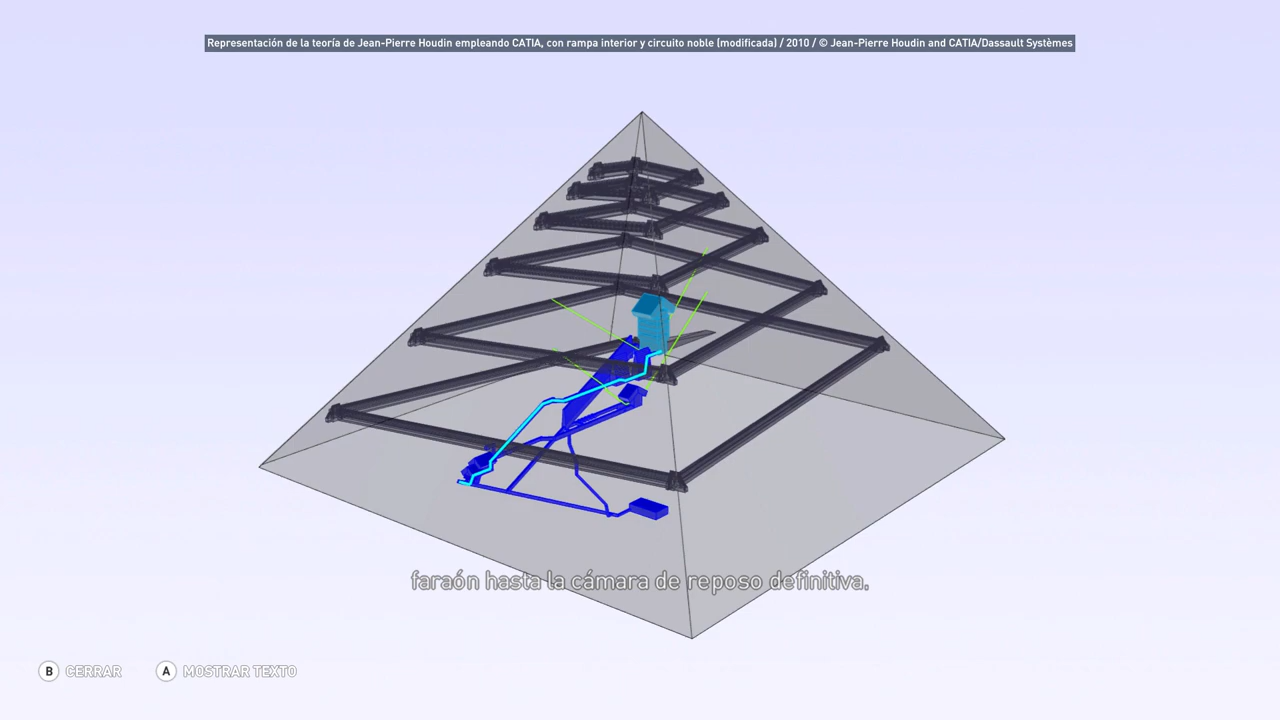 Representación de la teoría de Jean-Pierre Houdin empleando CATIA, con rampa interior y circuito noble (modificada) / 2010 / © Jean-Pierre Houdin and CATIA/Dassault Systèmes
faraón hasta la cámara de reposo definitiva.
B CERRAR A MOSTRAR TEXTO